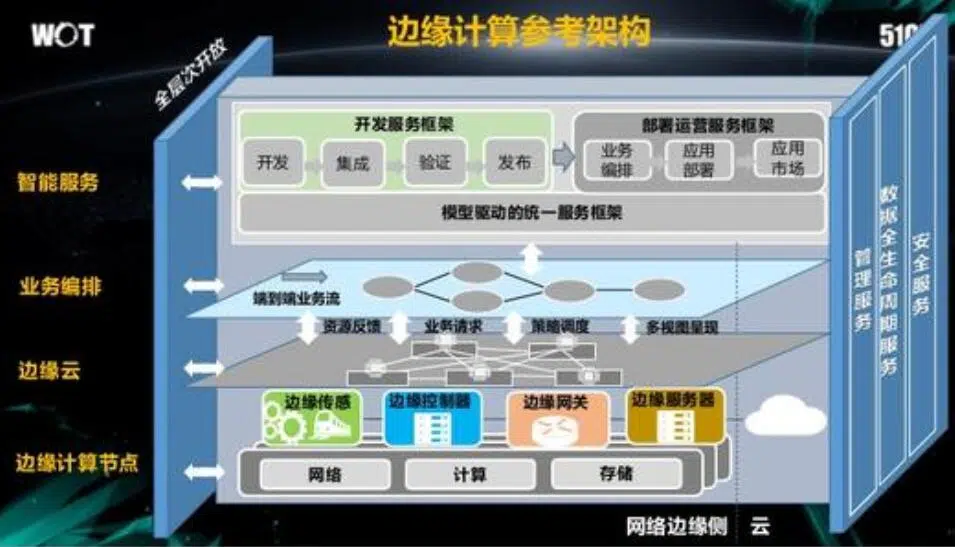 WOT
边缘计算参考架构
510
全层次开放
开发服务框架
部署运营服务框架
开发
集成
验证
发布
业务
编排
应用
部署
应用
市场
智能服务
模型驱动的统一服务框架
业务编排
端到端业务流
资源反馈
业务请求
策略调度
多视图呈现
边缘云
边缘传感
边缘控制器
边缘网关
边缘服务器
边缘计算节点
网络
计算
存储
管理服务
数据全生命周期服务
安全服务
网络边缘侧
云